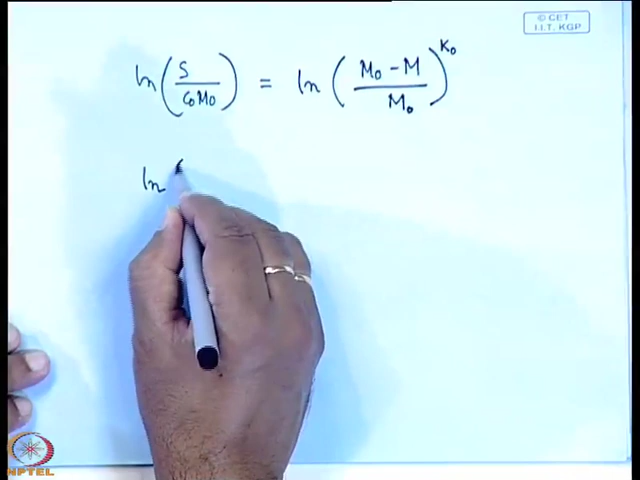 © CET
I.I.T. KGP
ln(S/C₀M₀) = ln((M₀ - M)/M₀)^K₀
ln (
NPTEL